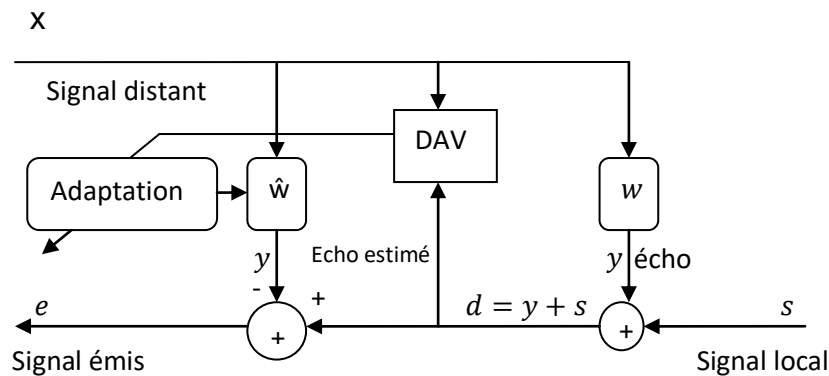 x
Signal distant
DAV
Adaptation
ŵ
w
y
Echo estimé
y écho
-
+
e
d = y + s
s
+
+
Signal émis
Signal local